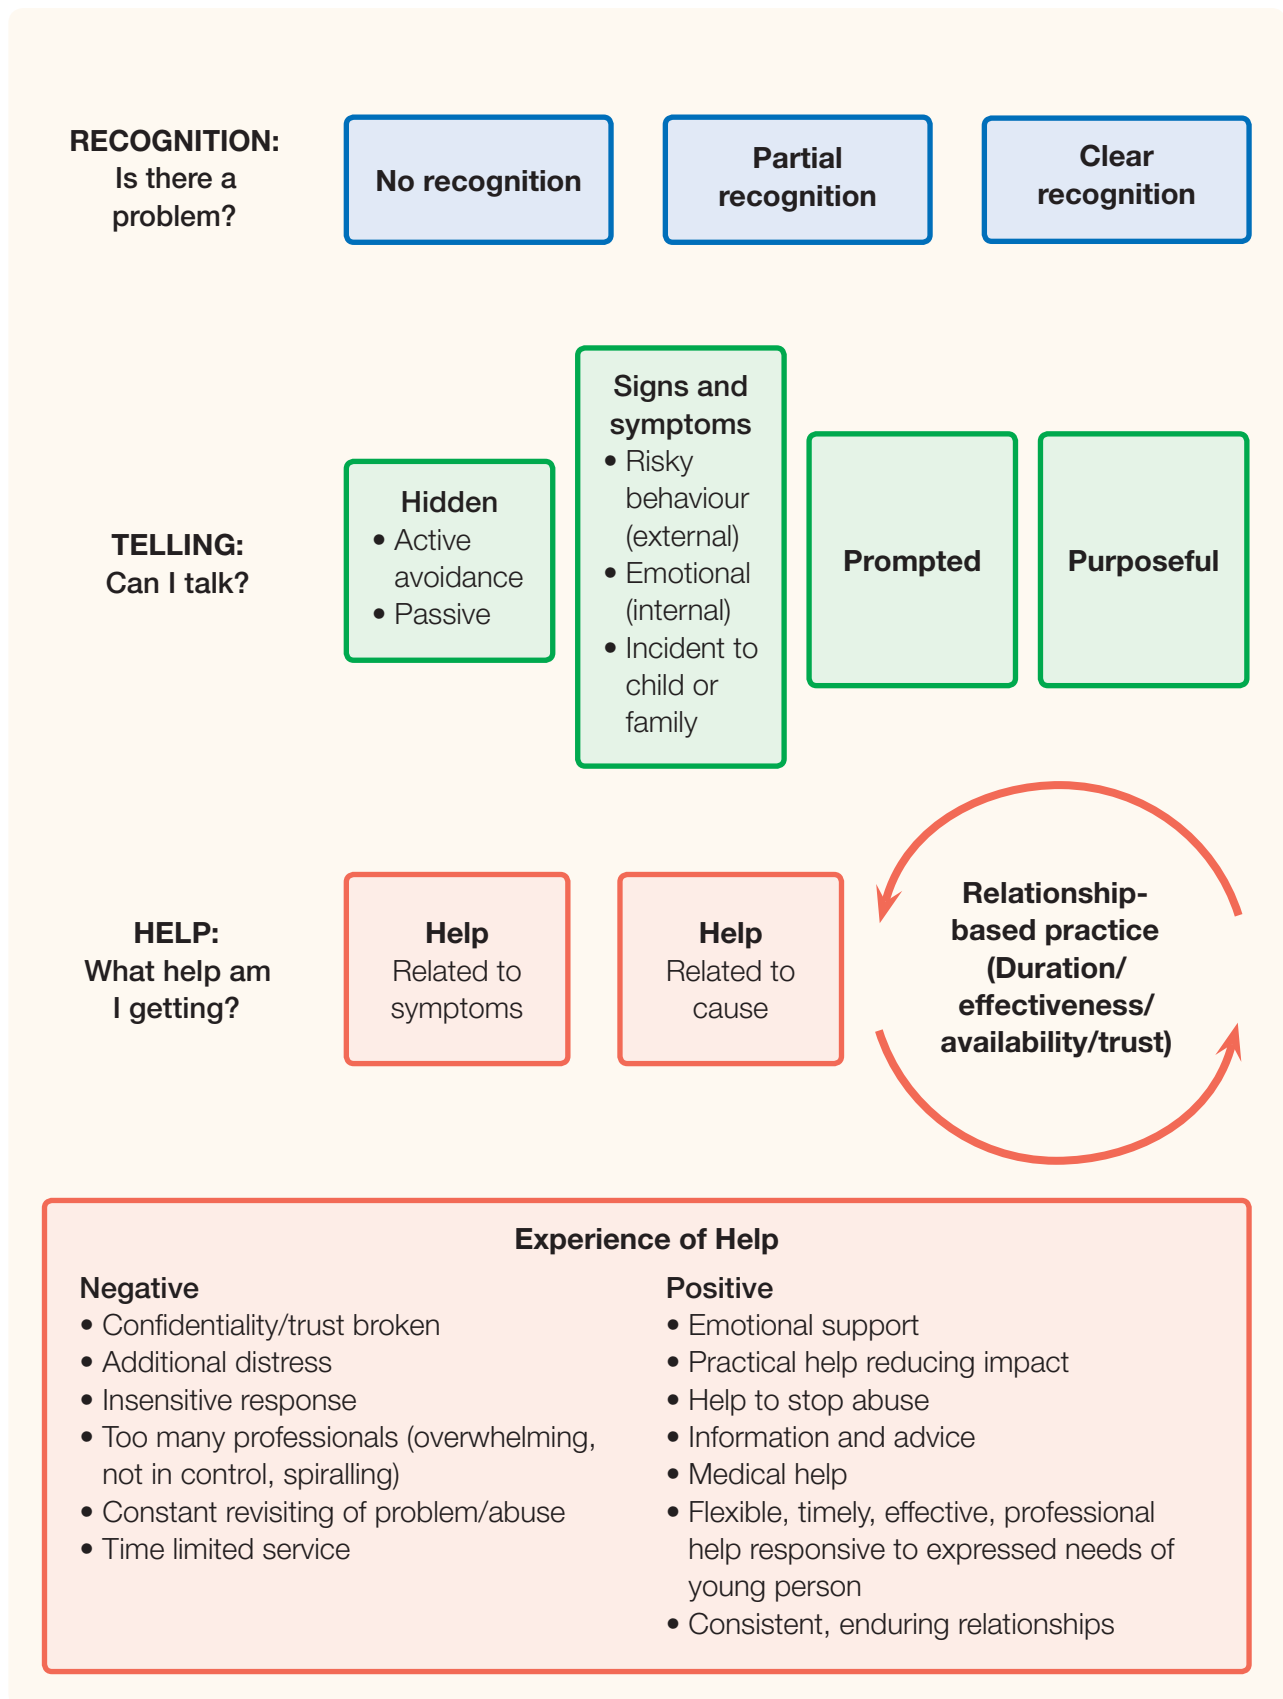 RECOGNITION:
Is there a
problem?
No recognition
Partial
recognition
Clear
recognition
TELLING:
Can I talk?
Hidden
• Active
avoidance
• Passive
Signs and
symptoms
• Risky
behaviour
(external)
• Emotional
(internal)
• Incident to
child or
family
Prompted
Purposeful
HELP:
What help am
I getting?
Help
Related to
symptoms
Help
Related to
cause
Relationship-
based practice
(Duration/
effectiveness/
availability/trust)
Experience of Help
Negative
• Confidentiality/trust broken
• Additional distress
• Insensitive response
• Too many professionals (overwhelming,
not in control, spiralling)
• Constant revisiting of problem/abuse
• Time limited service
Positive
• Emotional support
• Practical help reducing impact
• Help to stop abuse
• Information and advice
• Medical help
• Flexible, timely, effective, professional
help responsive to expressed needs of
young person
• Consistent, enduring relationships